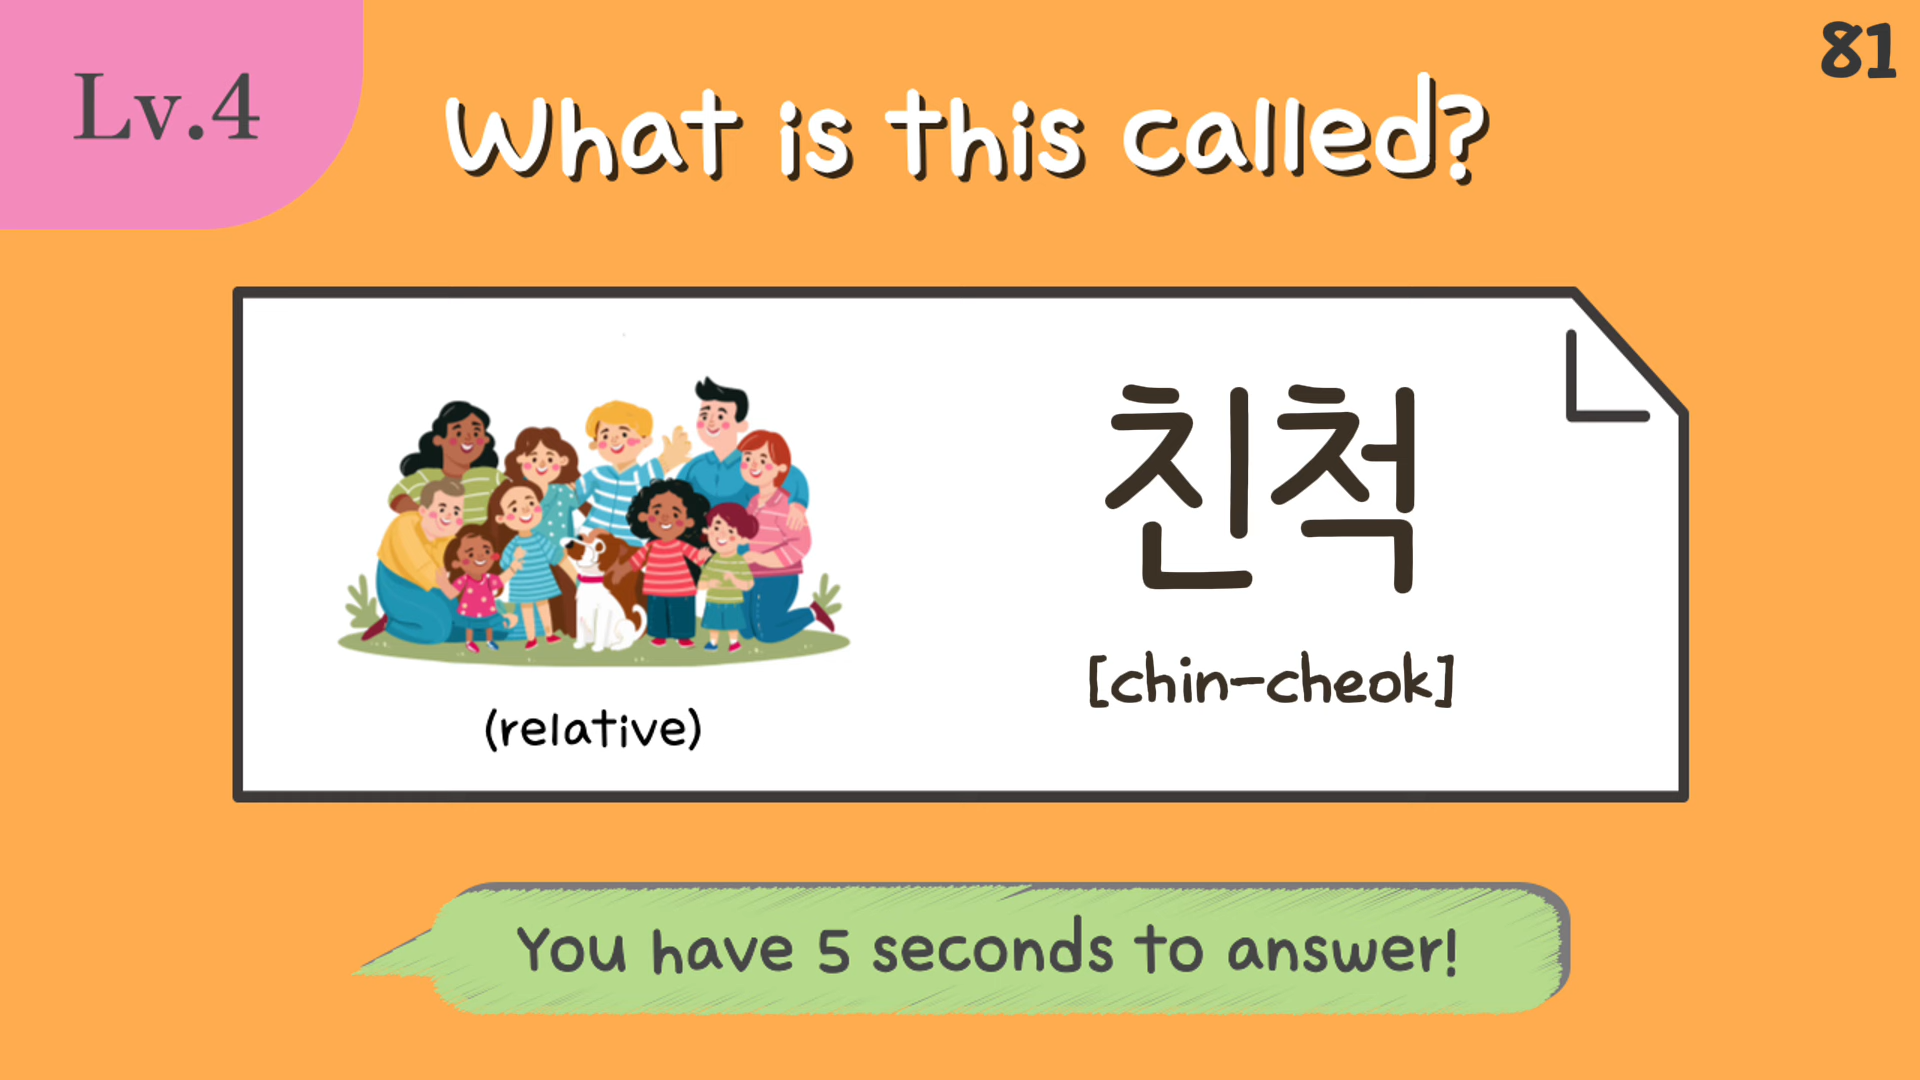 Lv.4
81
What is this called?
친척
[chin-cheok]
(relative)
You have 5 seconds to answer!